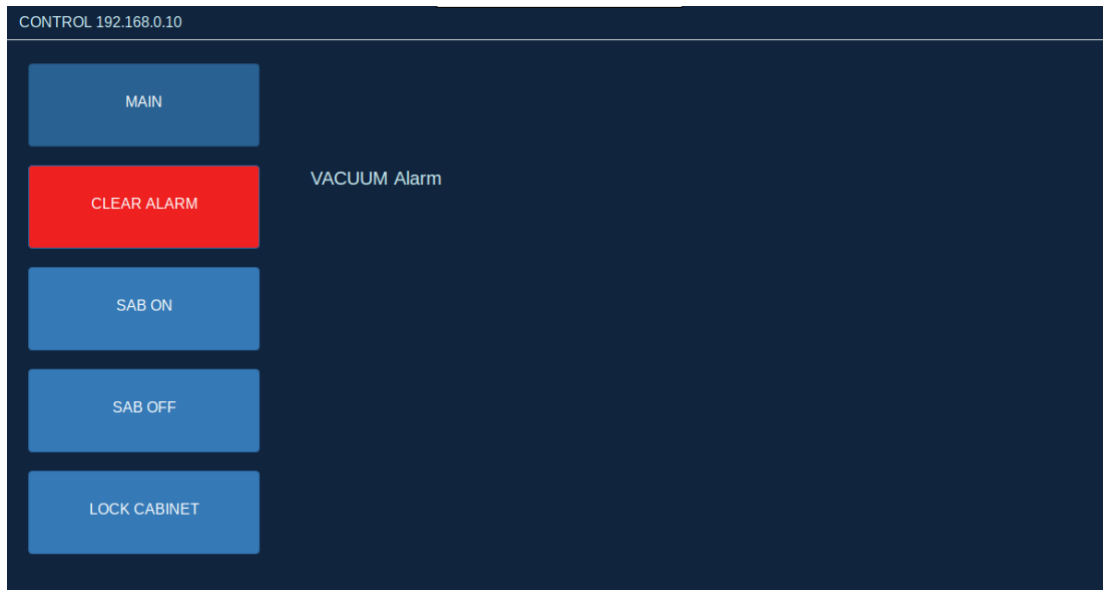 CONTROL 192.168.0.10
MAIN
CLEAR ALARM
VACUUM Alarm
SAB ON
SAB OFF
LOCK CABINET